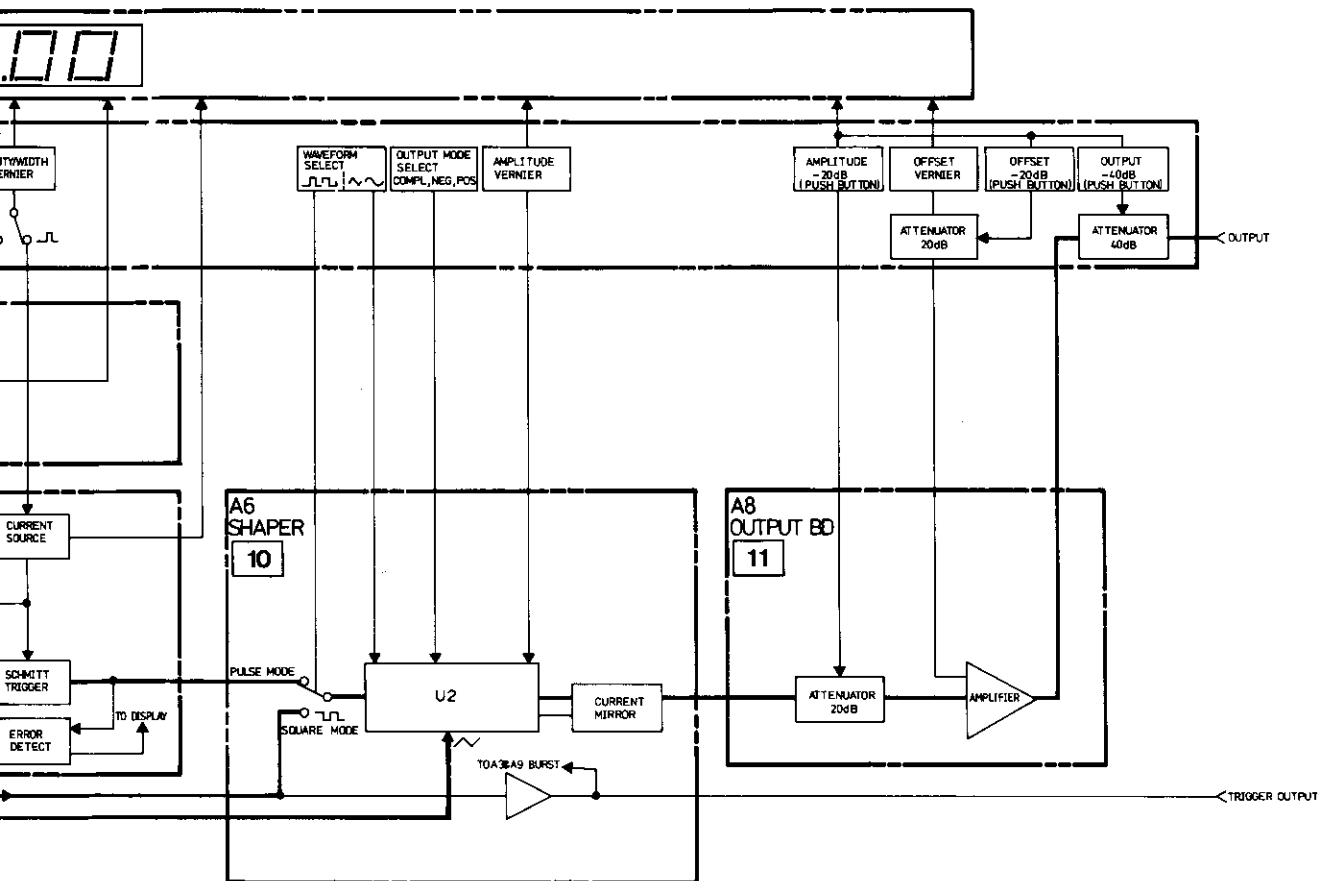 .00
UTY/WIDTH
ERNIER
WAVEFORM
SELECT
OUTPUT MODE
SELECT
COMPL,NEG,POS
AMPLITUDE
VERNIER
AMPLITUDE
-20dB
(PUSH BUTTON)
OFFSET
VERNIER
OFFSET
-20dB
(PUSH BUTTON)
OUTPUT
-40dB
(PUSH BUTTON)
ATTENUATOR
20dB
ATTENUATOR
40dB
OUTPUT
CURRENT
SOURCE
A6
SHAPER
10
A8
OUTPUT BD
11
SCHMITT
TRIGGER
PULSE MODE
U2
CURRENT
MIRROR
ATTENUATOR
20dB
AMPLIFIER
TO DISPLAY
SQUARE MODE
ERROR
DETECT
TO A3&A9 BURST
TRIGGER OUTPUT